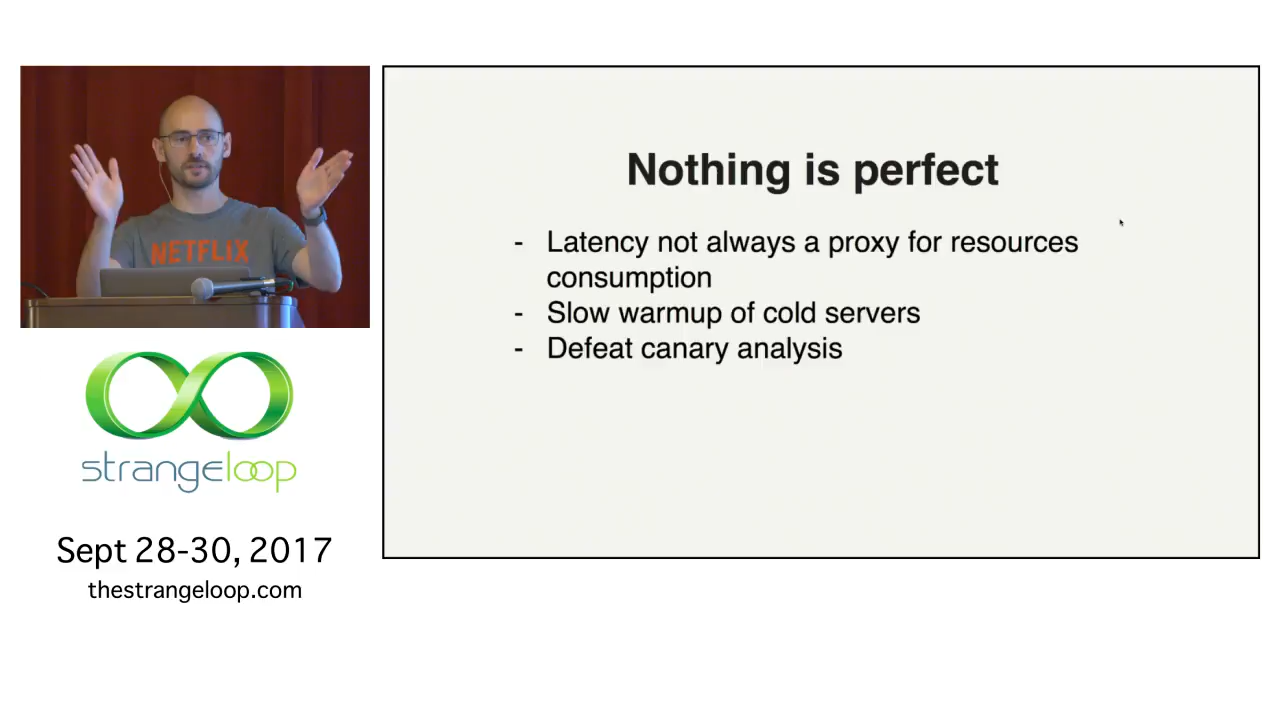 NETFLIX
strangeloop
Sept 28-30, 2017
thestrangeloop.com
Nothing is perfect
- Latency not always a proxy for resources
consumption
- Slow warmup of cold servers
- Defeat canary analysis